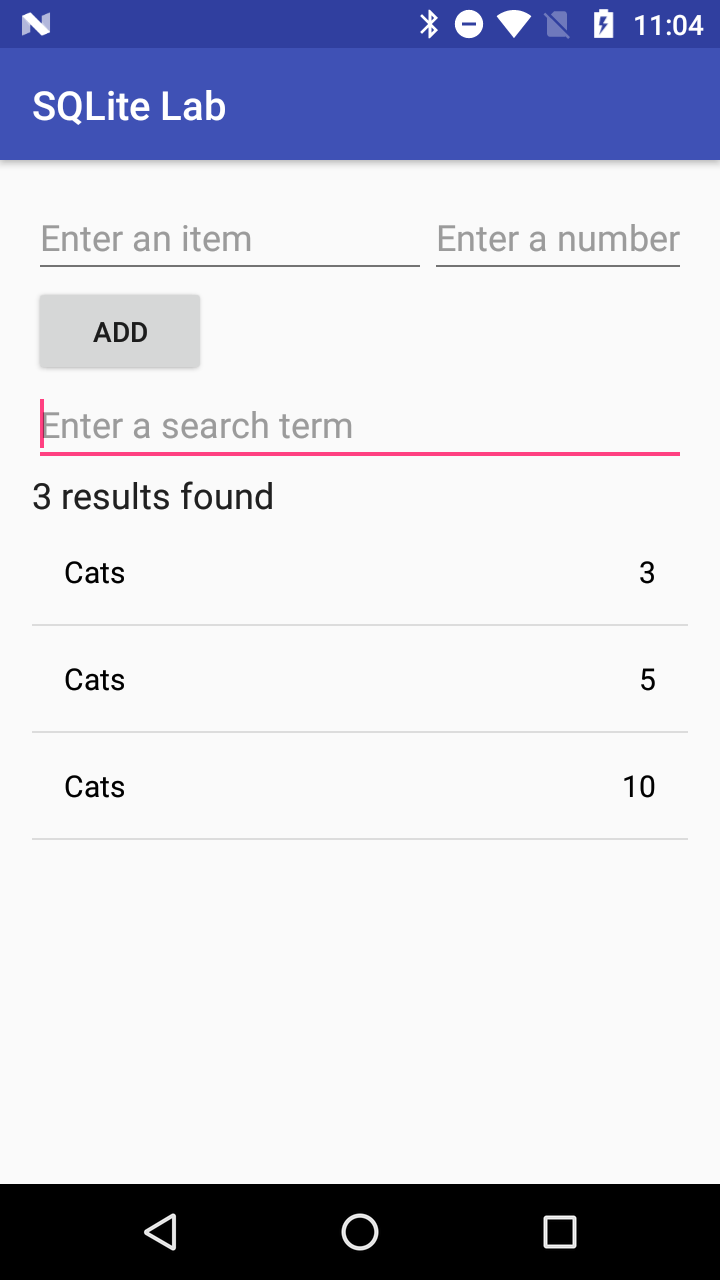 11:04
SQLite Lab
Enter an item Enter a number
ADD
Enter a search term
3 results found
Cats 3
Cats 5
Cats 10